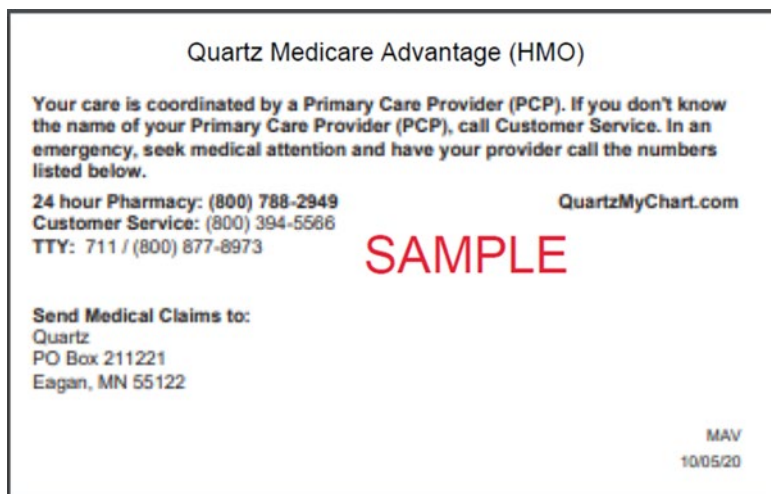 Quartz Medicare Advantage (HMO)
Your care is coordinated by a Primary Care Provider (PCP). If you don't know
the name of your Primary Care Provider (PCP), call Customer Service. In an
emergency, seek medical attention and have your provider call the numbers
listed below.
24 hour Pharmacy: (800) 788-2949
QuartzMyChart.com
Customer Service: (800) 394-5566
TTY: 711 / (800) 877-8973
SAMPLE
Send Medical Claims to:
Quartz
PO Box 211221
Eagan, MN 55122
MAV
10/05/20